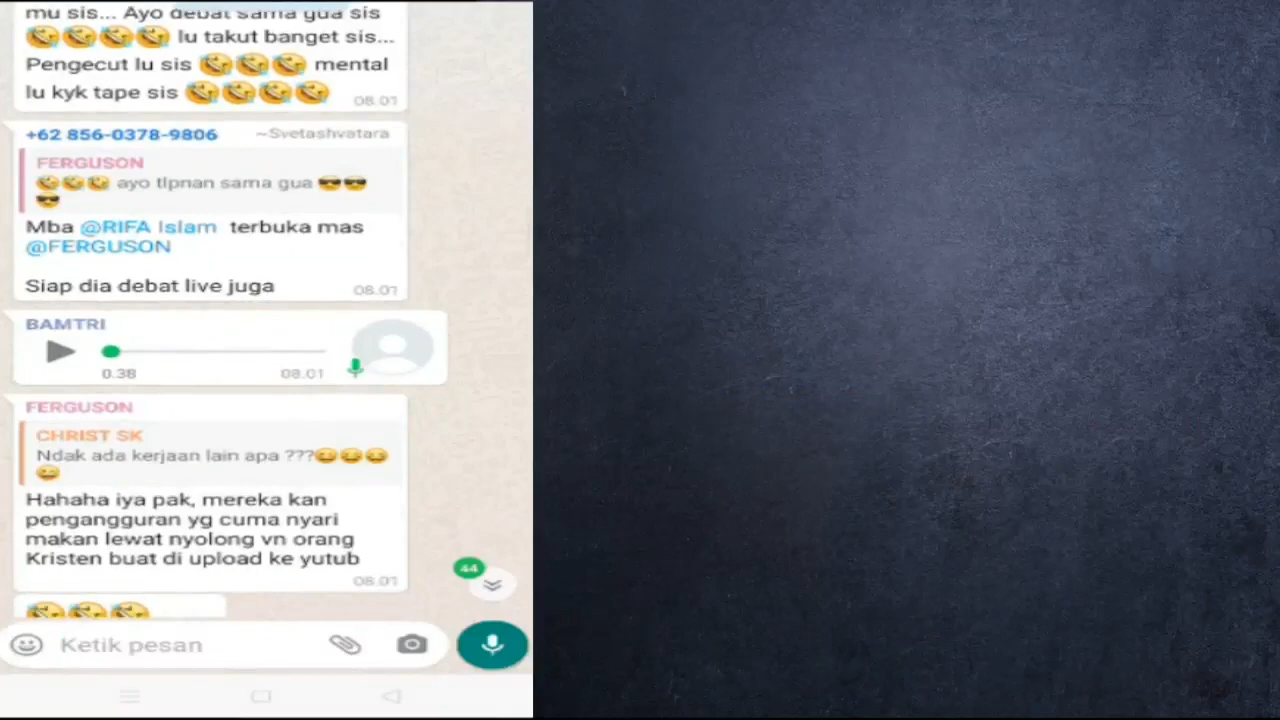 mu sis... Ayo debat sama gua sis
🤣🤣🤣🤣 lu takut banget sis...
Pengecut lu sis 🤣🤣🤣 mental
lu kyk tape sis 🤣🤣🤣🤣 08.01
+62 856-0378-9806 ~Svetashvatara
FERGUSON
🤣🤣🤣 ayo tlpnan sama gua 😎😎
😎
Mba @RIFA Islam terbuka mas
@FERGUSON
Siap dia debat live juga 08.01
BAMTRI
0.38 08.01
FERGUSON
CHRIST SK
Ndak ada kerjaan lain apa ???😄😄😄
😄
Hahaha iya pak, mereka kan
pengangguran yg cuma nyari
makan lewat nyolong vn orang
Kristen buat di upload ke yutub
08.01
44
🤣🤣🤣
Ketik pesan